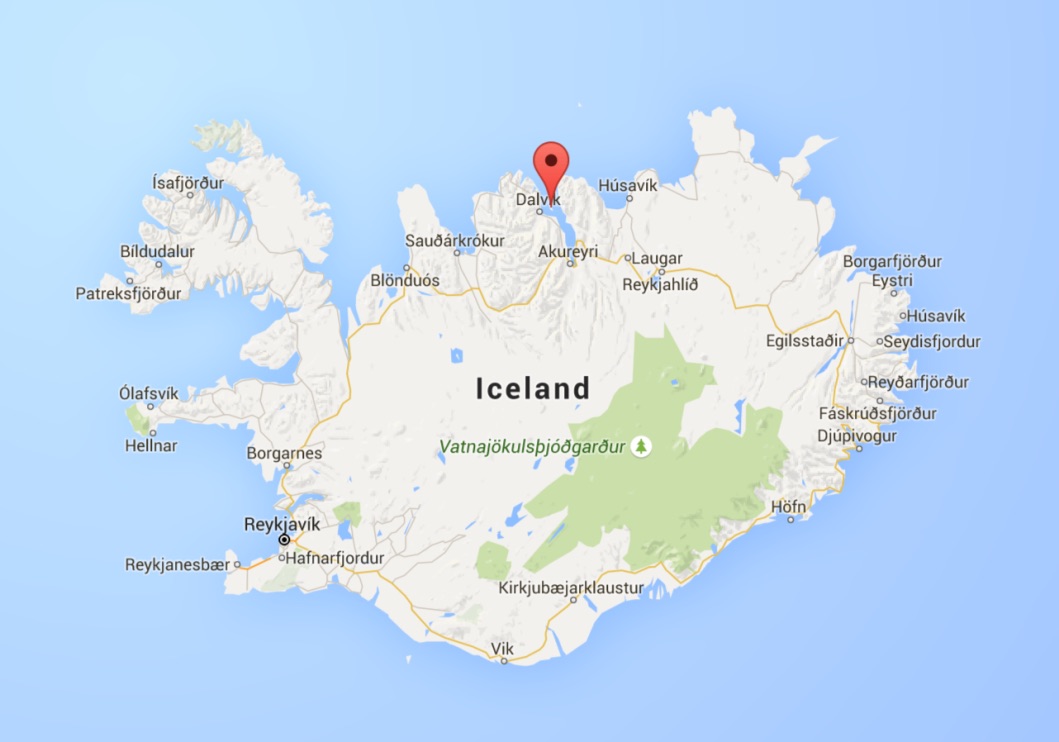 Ísafjörður
Húsavík
Dalvík
Sauðárkrókur
Akureyri
Bíldudalur
Laugar
Borgarfjörður
Eystri
Blönduós
Reykjahlíð
Patreksfjörður
Húsavík
Egilsstaðir
Seydisfjordur
Iceland
Reyðarfjörður
Ólafsvík
Fáskrúðsfjörður
Djúpivogur
Hellnar
Vatnajökulsþjóðgarður
Borgarnes
Höfn
Reykjavík
Hafnarfjordur
Reykjanesbær
Kirkjubæjarklaustur
Vik